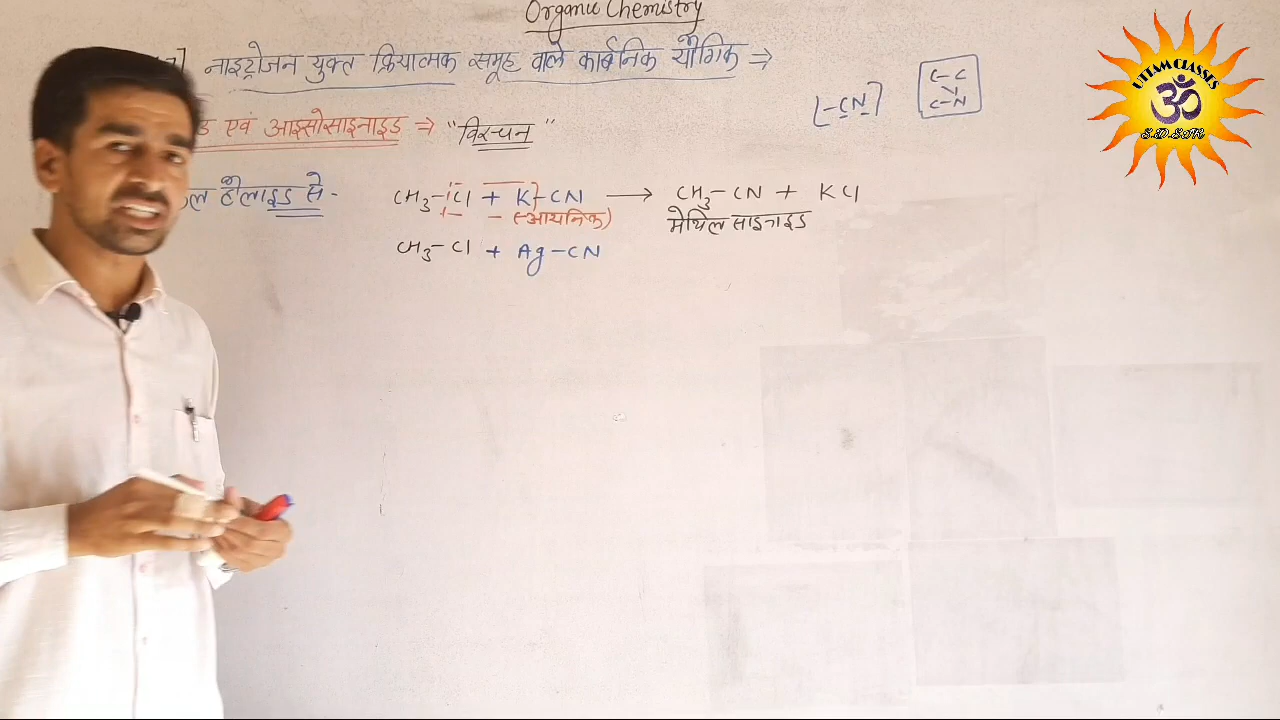 Organic Chemistry
नाइट्रोजन युक्त क्रियात्मक समूह वाले कार्बनिक यौगिक ⇒
[-CN]
C-C
C-N
एवं आइसोसाइनाइड ⇒ "विरचन"
हैलाइड से -
CH₃-Cl + K-CN ⟶ CH₃-CN + KCl
(आयनिक)
मेथिल साइनाइड
CH₃-Cl + Ag-CN
UTTAM CLASSES
ॐ